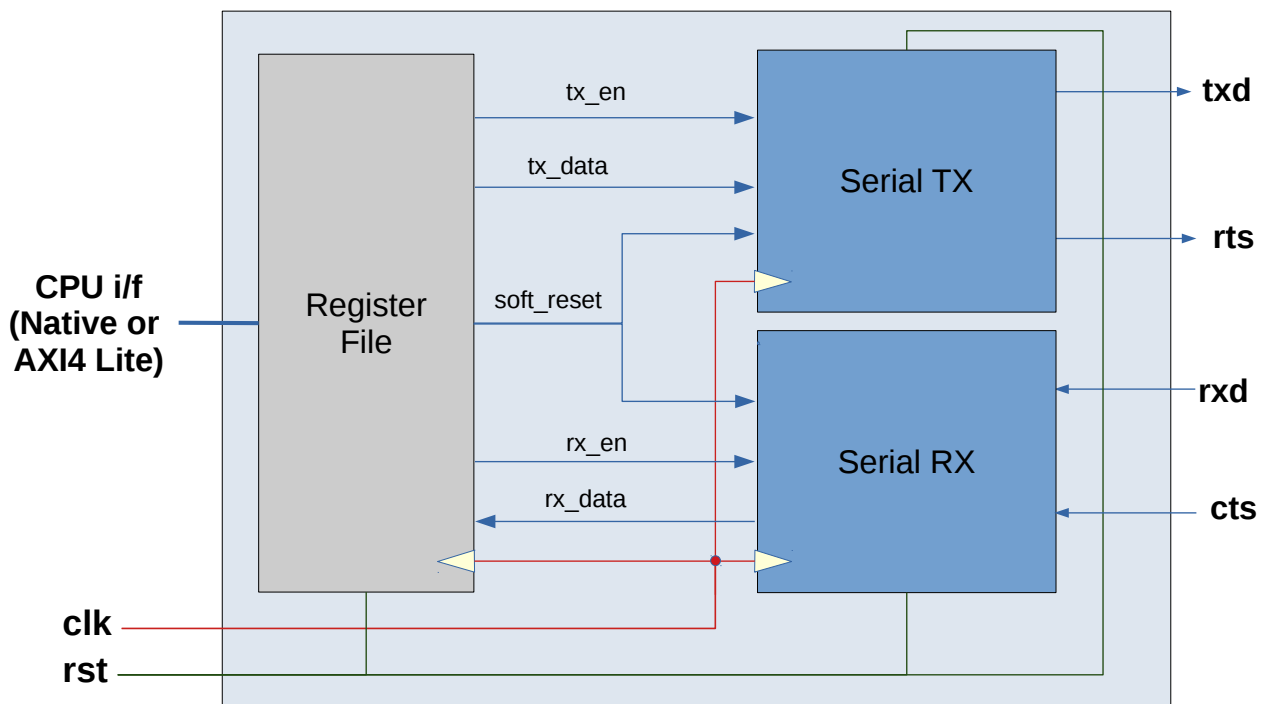 tx_en
txd
tx_data
Serial TX
rts
CPU i/f
(Native or
AXI4 Lite)
Register
File
soft_reset
rxd
rx_en
Serial RX
rx_data
cts
clk
rst